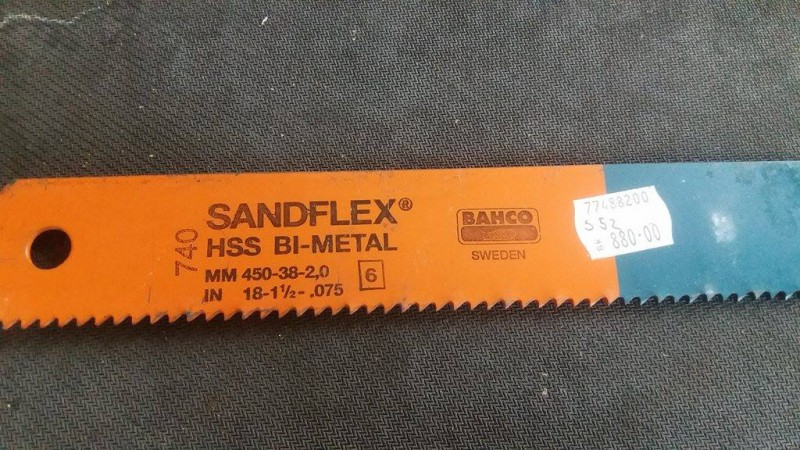 740
SANDFLEX®
HSS BI-METAL
MM 450-38-2,0
IN 18-1½-.075
6
BAHCO
SWEDEN
77488200
S52
880-00